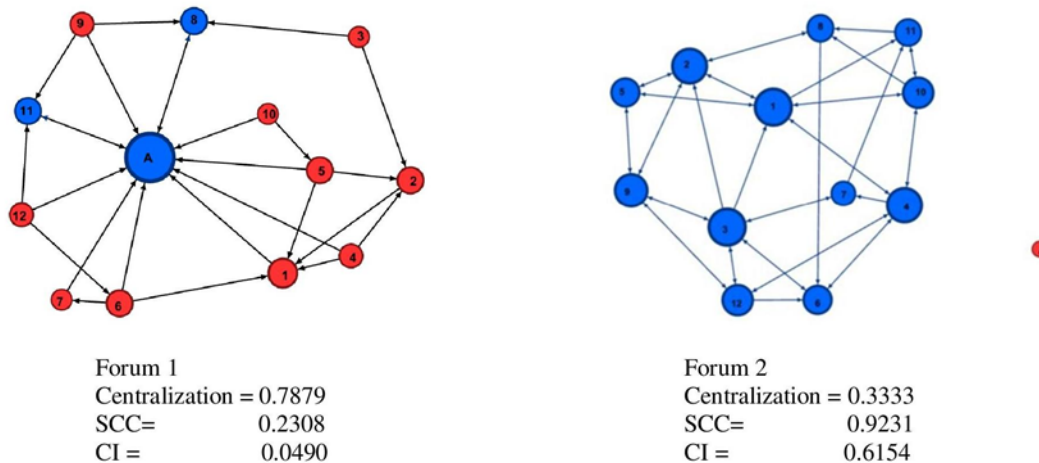 9
8
3
11
10
A
5
2
12
4
1
7
6
11
2
5
10
1
9
7
4
3
12
Forum 1
Centralization = 0.7879
SCC= 0.2308
CI = 0.0490
Forum 2
Centralization = 0.3333
SCC= 0.9231
CI = 0.6154